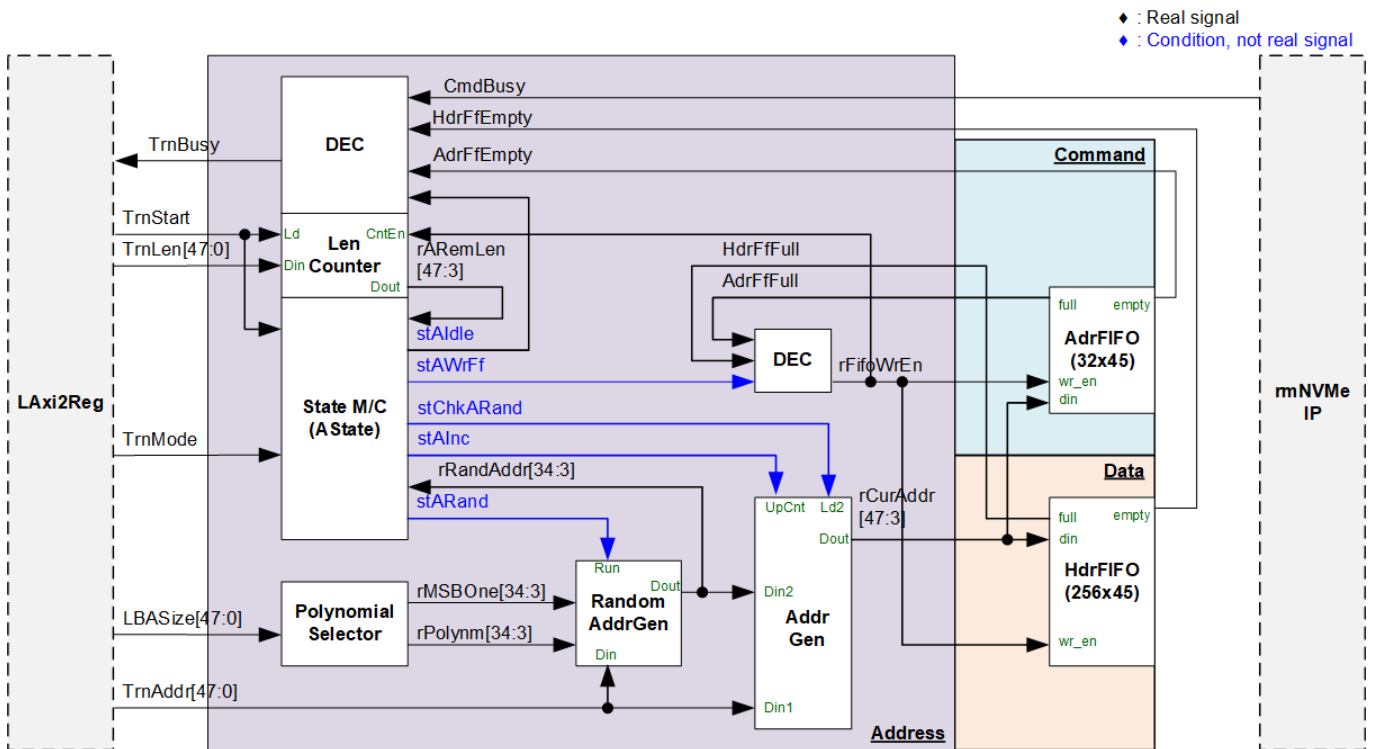 ♦ : Real signal
♦ : Condition, not real signal
CmdBusy
HdrFfEmpty
DEC
TrnBusy
AdrFfEmpty
Command
TrnStart
Ld
CntEn
Len
Counter
TrnLen[47:0]
Din
Dout
rARemLen
[47:3]
HdrFfFull
AdrFfFull
full
empty
AdrFIFO
(32x45)
wr_en
din
stAIdle
stAWrFf
DEC
rFifoWrEn
LAxi2Reg
State M/C
(AState)
stChkARand
stAInc
rmNVMe
IP
TrnMode
rRandAddr[34:3]
stARand
Data
UpCnt
Ld2
rCurAddr
[47:3]
Dout
full
empty
din
HdrFIFO
(256x45)
wr_en
Run
Dout
Random
AddrGen
Din
Din2
Addr
Gen
Din1
LBASize[47:0]
Polynomial
Selector
rMSBOne[34:3]
rPolynm[34:3]
TrnAddr[47:0]
Address